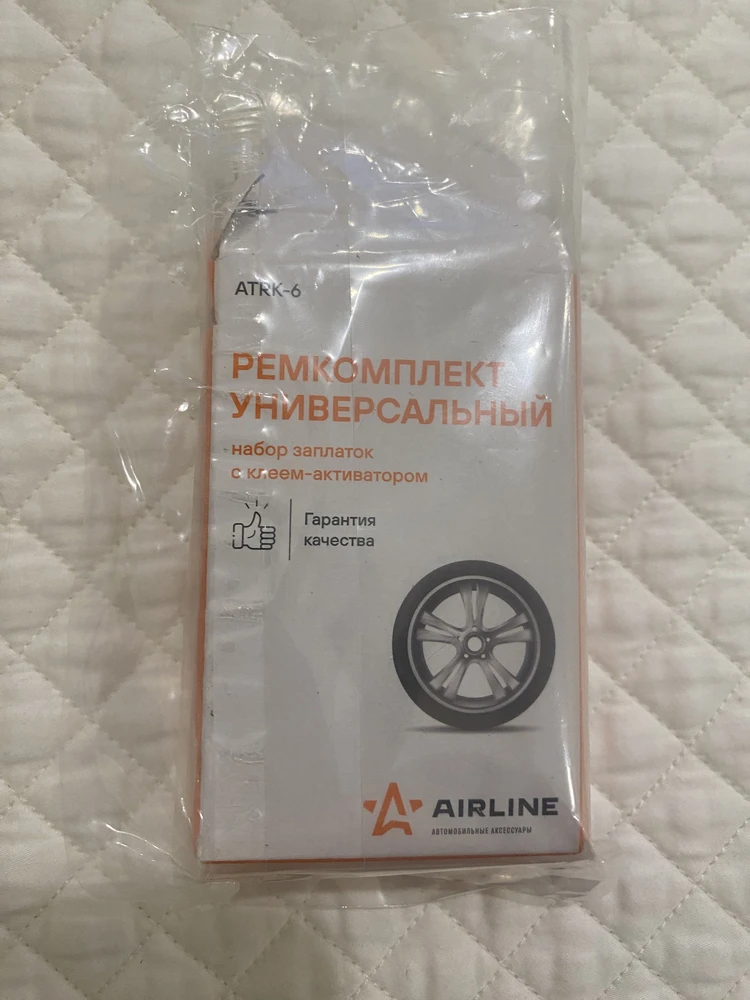 ATRK-6
РЕМКОМПЛЕКТ
УНИВЕРСАЛЬНЫЙ
набор заплаток
с клеем-активатором
Гарантия
качества
AIRLINE
АВТОМОБИЛЬНЫЕ АКСЕССУАРЫ